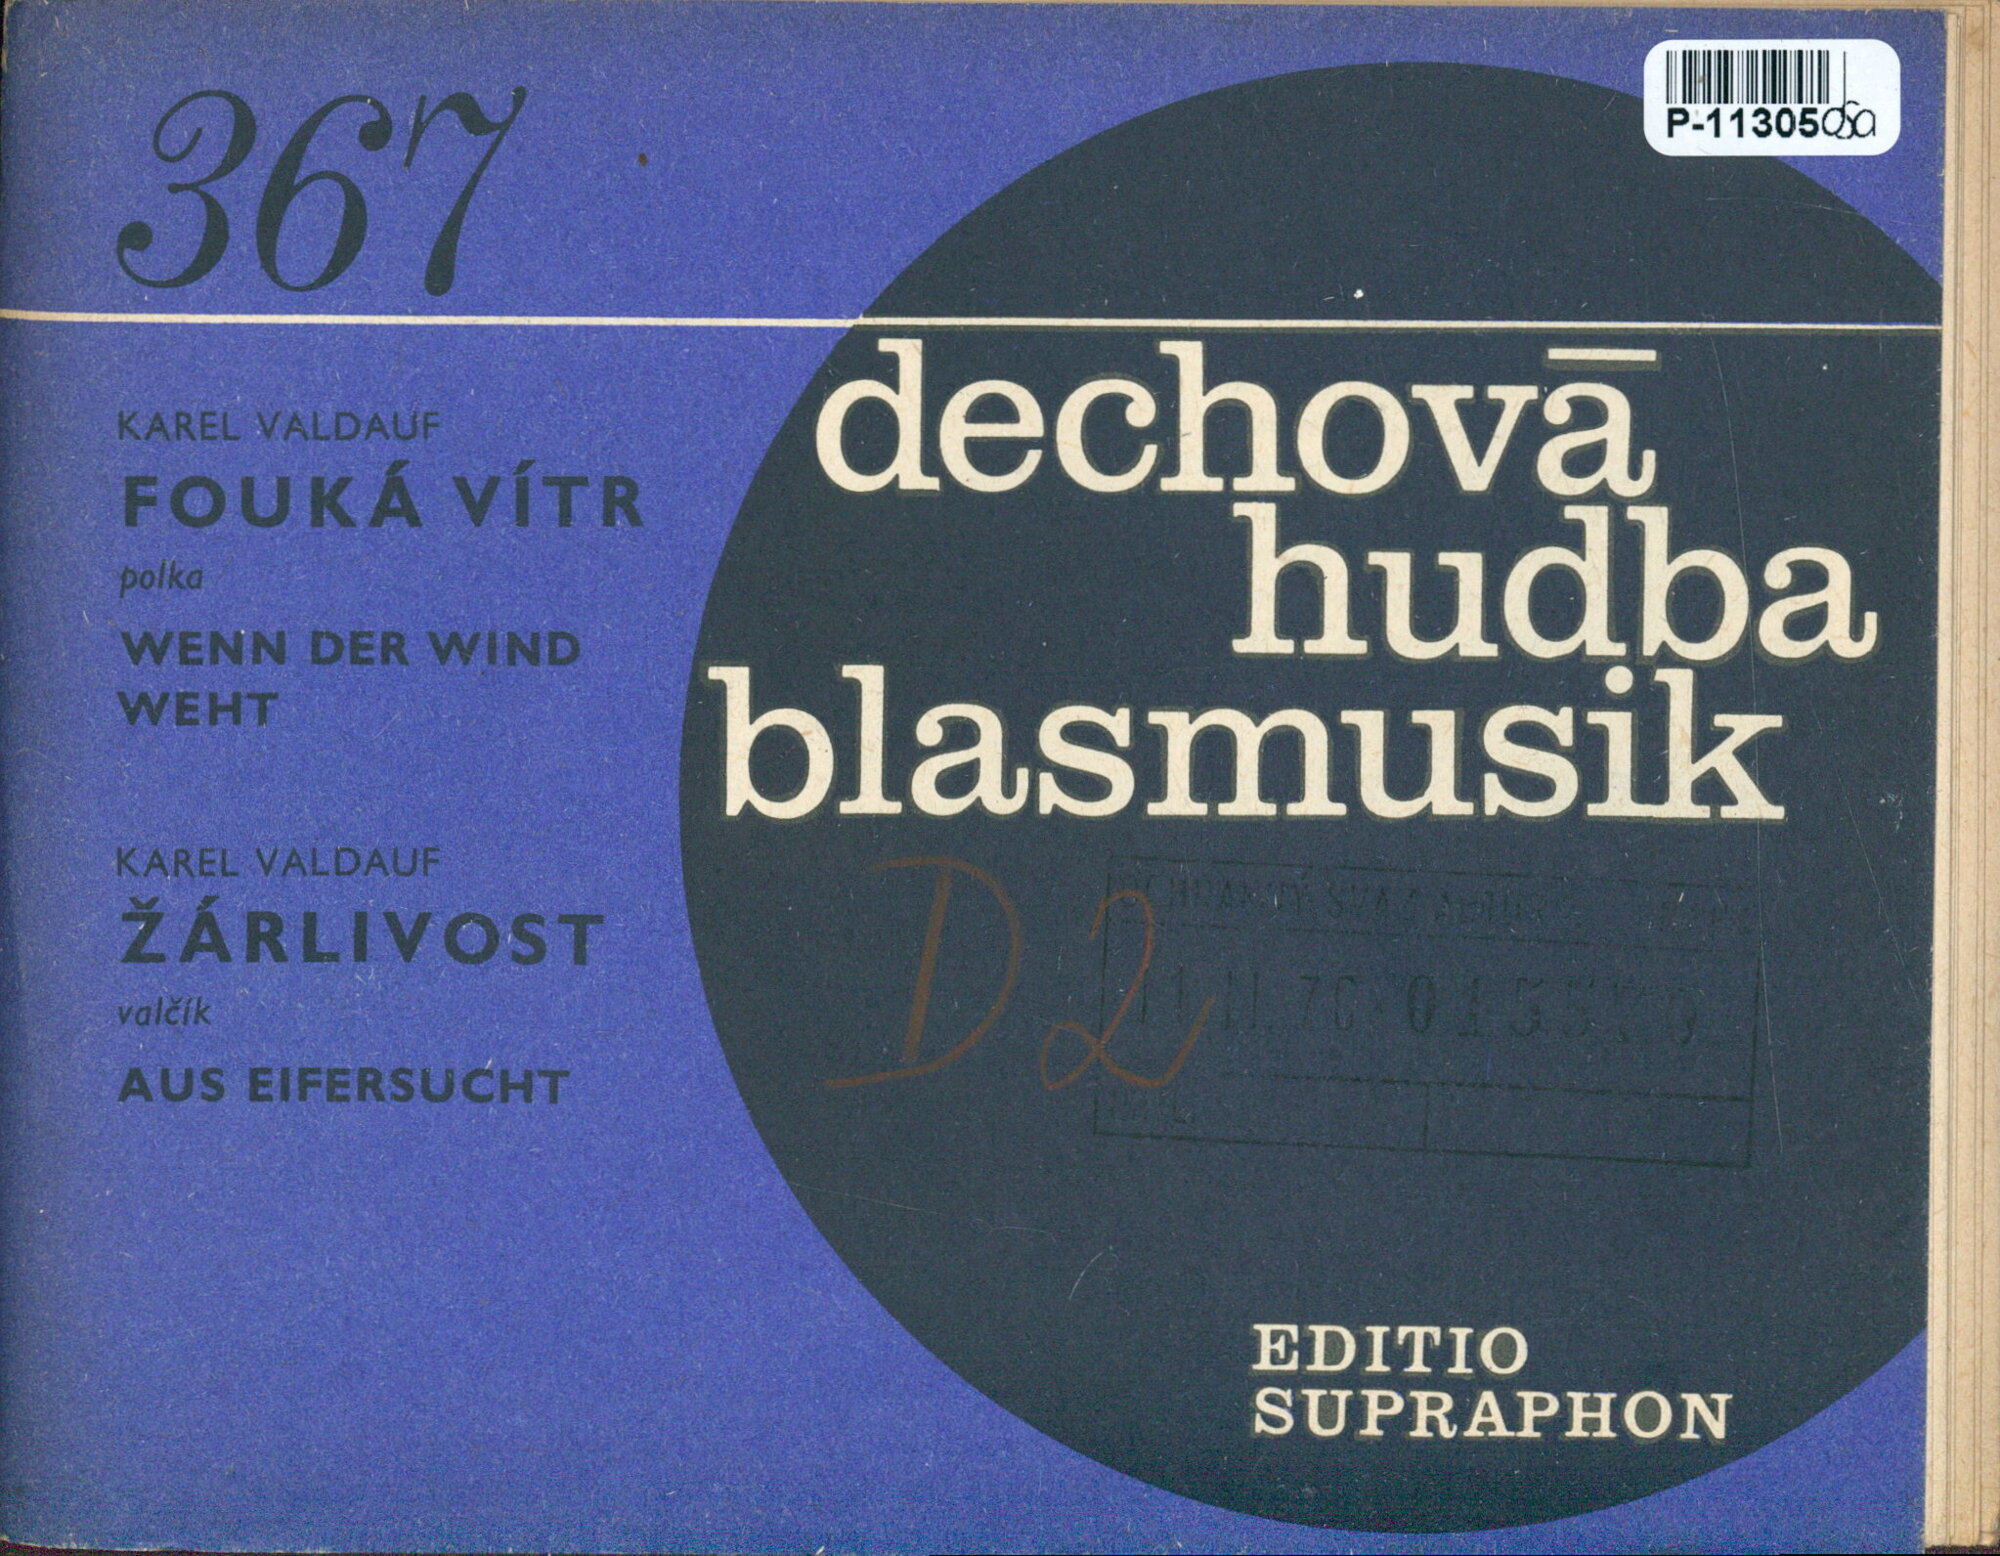 P-11305
367
KAREL VALDAUF
FOUKÁ VÍTR
polka
WENN DER WIND
WEHT
KAREL VALDAUF
ŽÁRLIVOST
valčík
AUS EIFERSUCHT
dechová
hudba
blasmusik
D2
EDITIO
SUPRAPHON